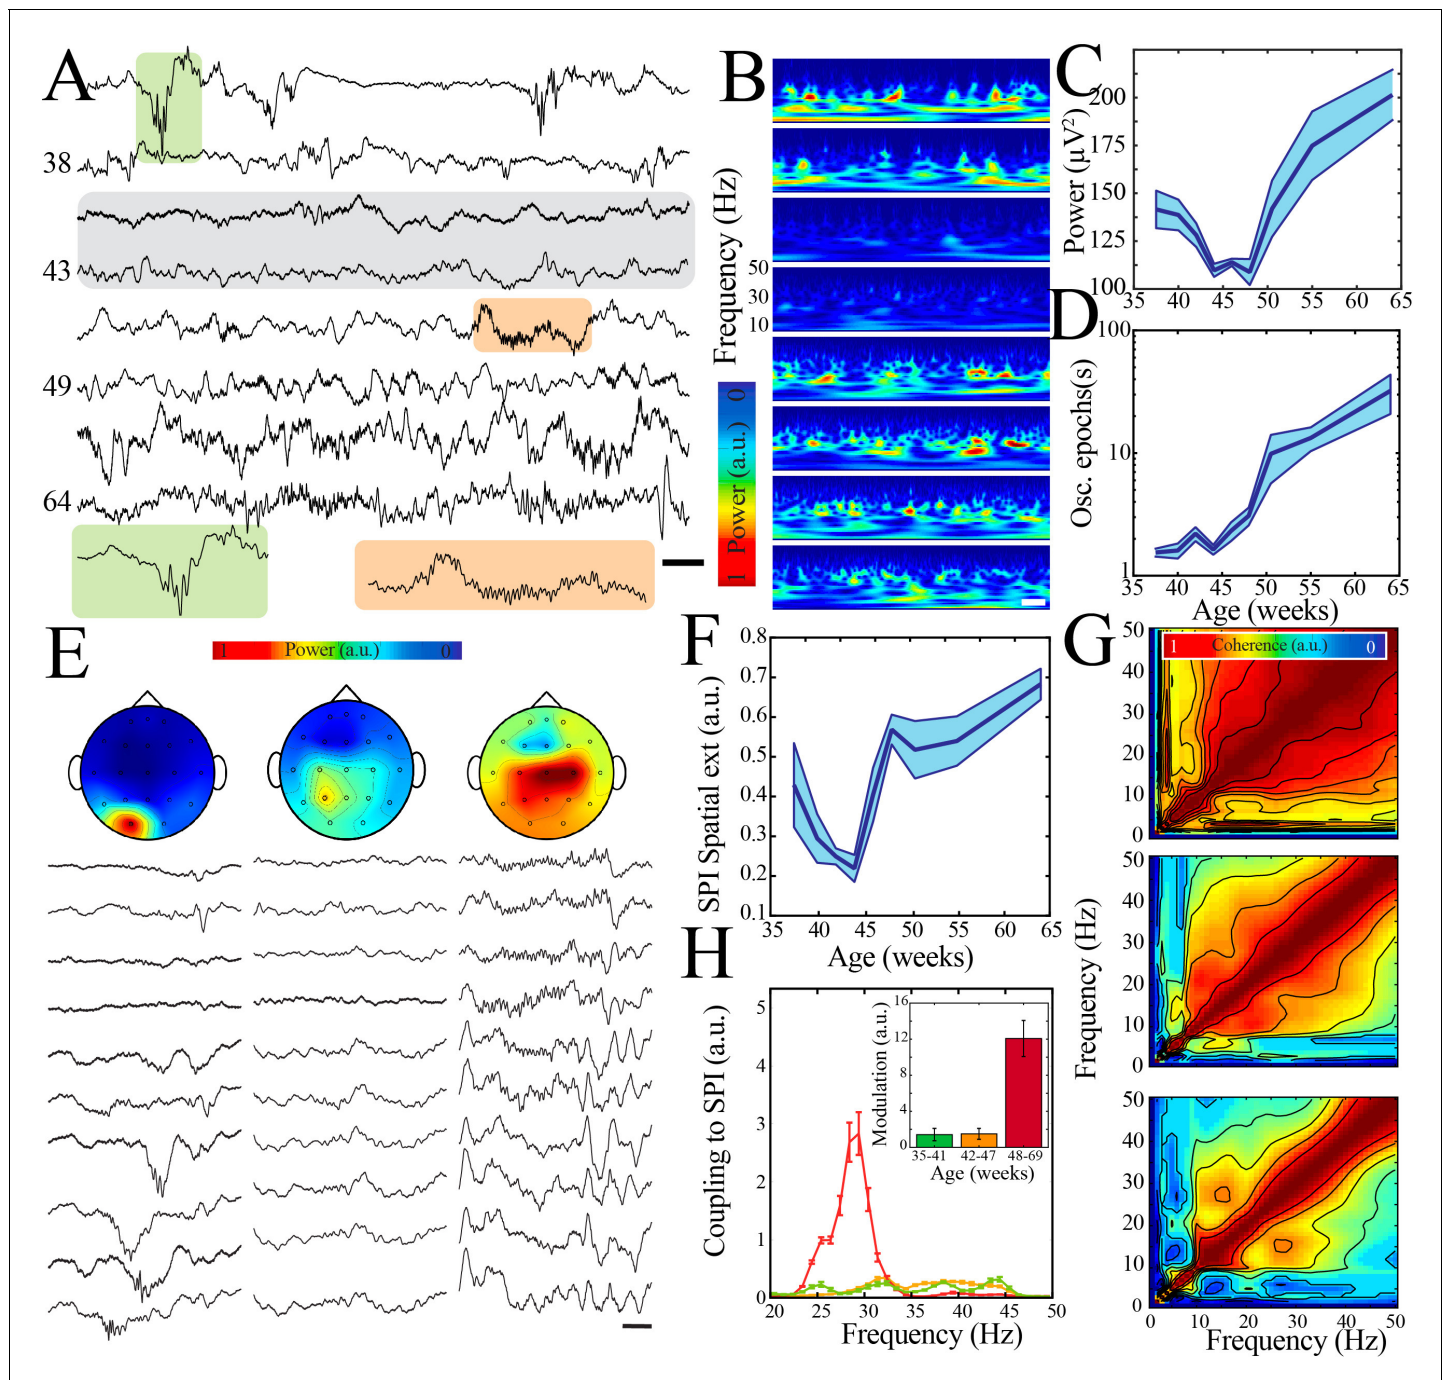 A
38
43
49
64
B
Frequency (Hz)
50
30
10
1 Power (a.u.) 0
C
Power (µV²)
200
150
125
100
35 40 45 50 55 60 65
D
Osc. epochs(s)
100
10
1
35 40 45 50 55 60 65
Age (weeks)
E
1 Power (a.u.) 0
F
SPI Spatial ext (a.u.)
0.8
0.7
0.6
0.5
0.4
0.3
0.2
0.1
35 40 45 50 55 60 65
Age (weeks)
G
1 Coherence (a.u.) 0
50
40
30
20
10
0
Frequency (Hz)
50
40
30
20
10
0
50
40
30
20
10
0
0 10 20 30 40 50
Frequency (Hz)
H
Coupling to SPI (a.u.)
5
4
3
2
1
0
20 25 30 35 40 45 50
Frequency (Hz)
Modulation (a.u.)
16
12
8
4
0
35-41 42-47 48-69
Age (weeks)